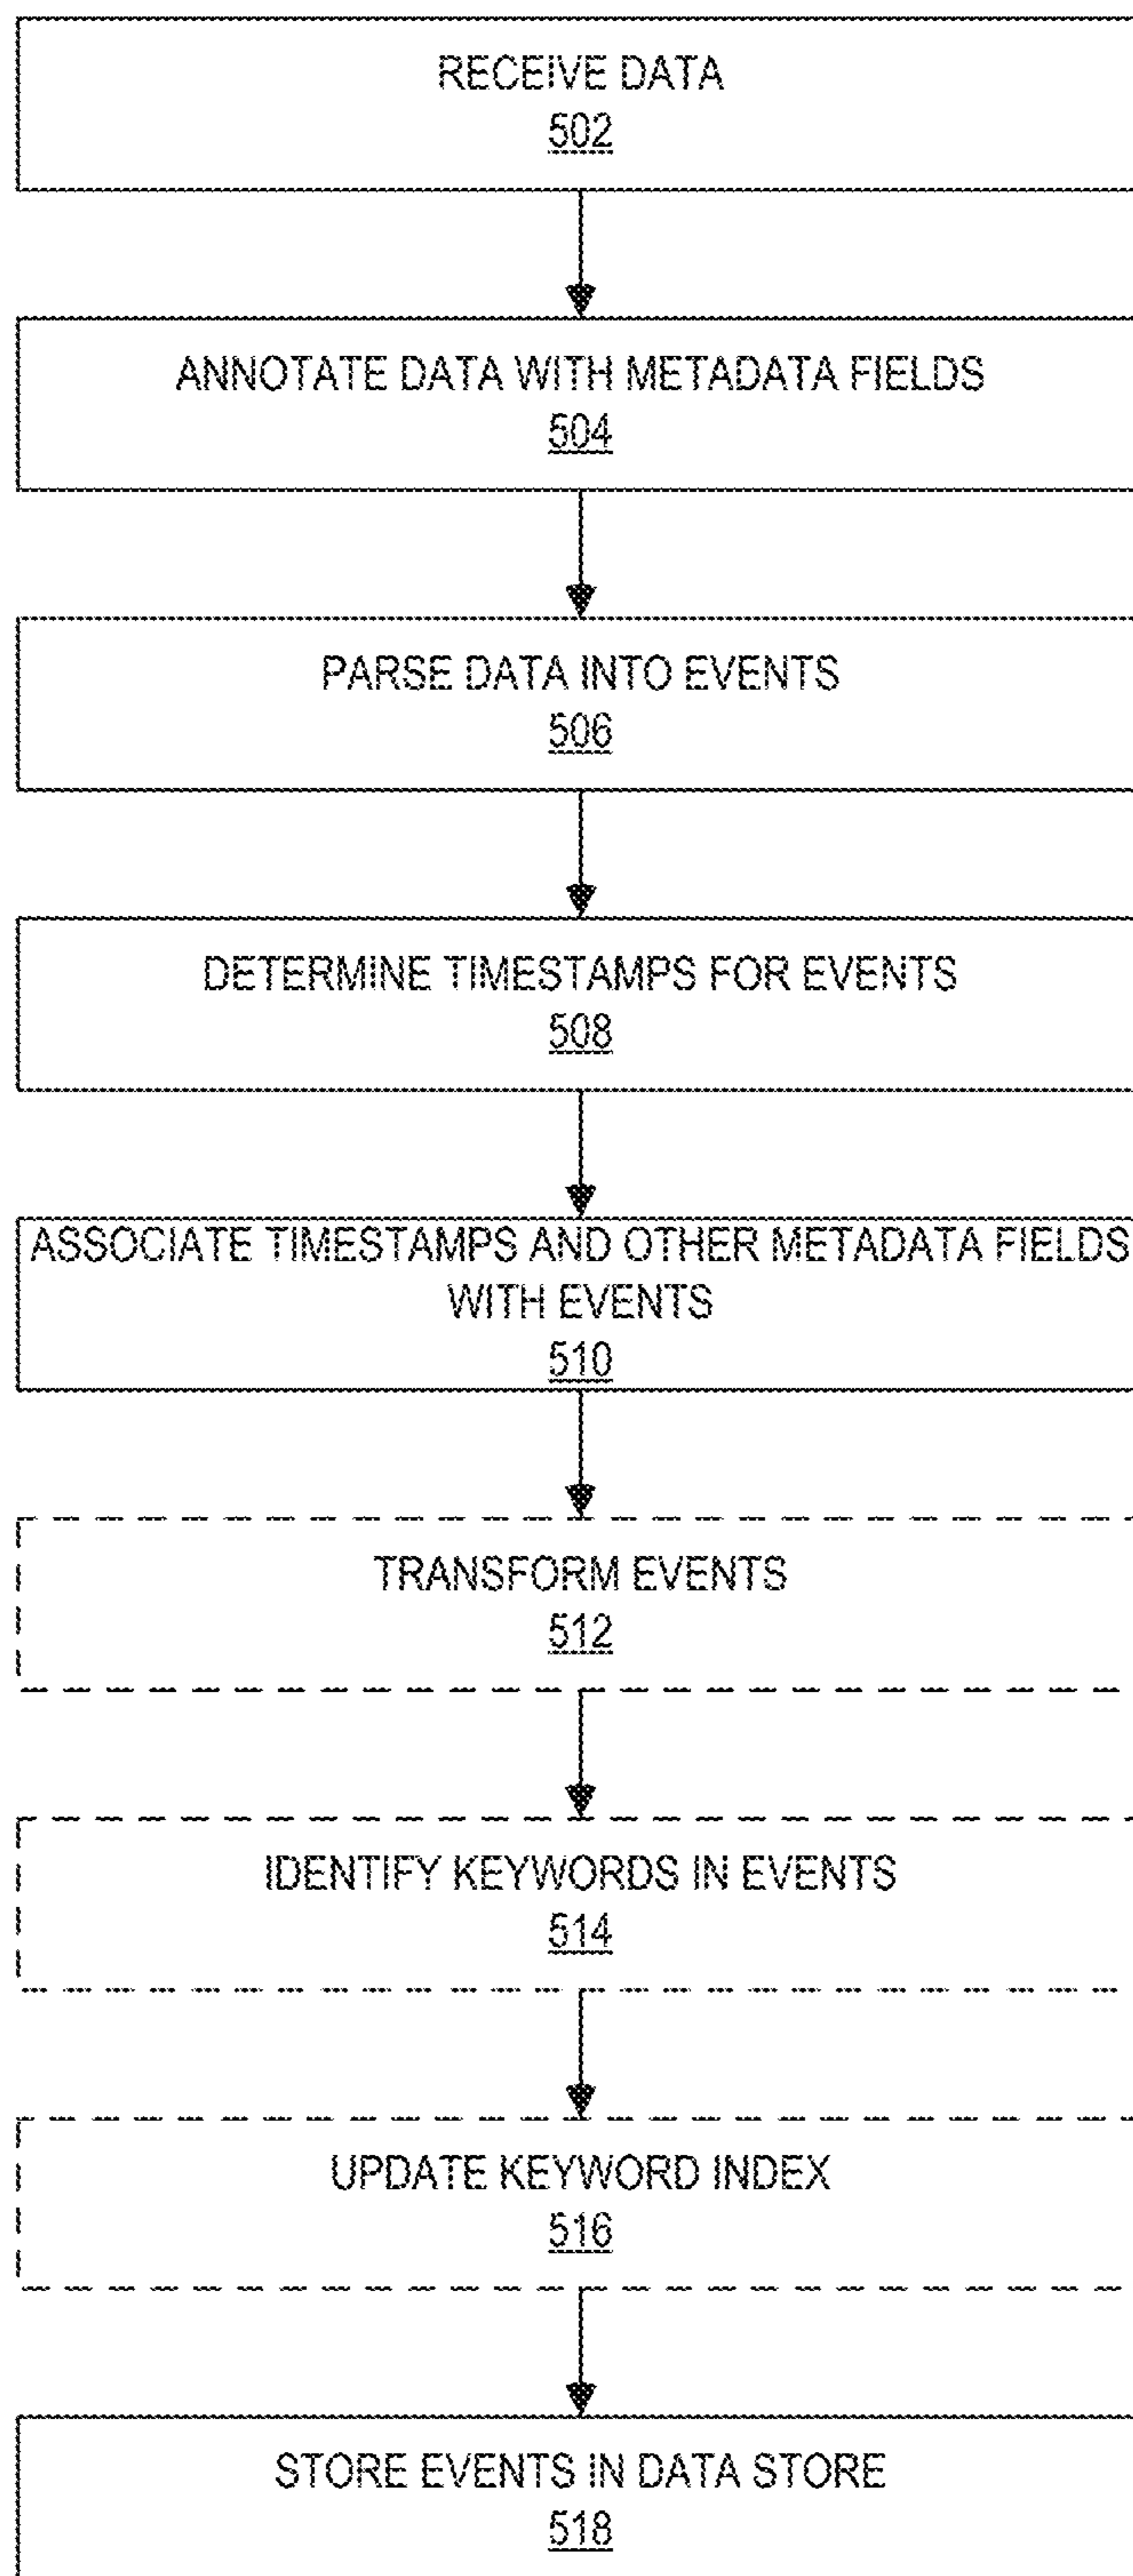 RECEIVE DATA
502
ANNOTATE DATA WITH METADATA FIELDS
504
PARSE DATA INTO EVENTS
506
DETERMINE TIMESTAMPS FOR EVENTS
508
ASSOCIATE TIMESTAMPS AND OTHER METADATA FIELDS
WITH EVENTS
510
TRANSFORM EVENTS
512
IDENTIFY KEYWORDS IN EVENTS
514
UPDATE KEYWORD INDEX
516
STORE EVENTS IN DATA STORE
518